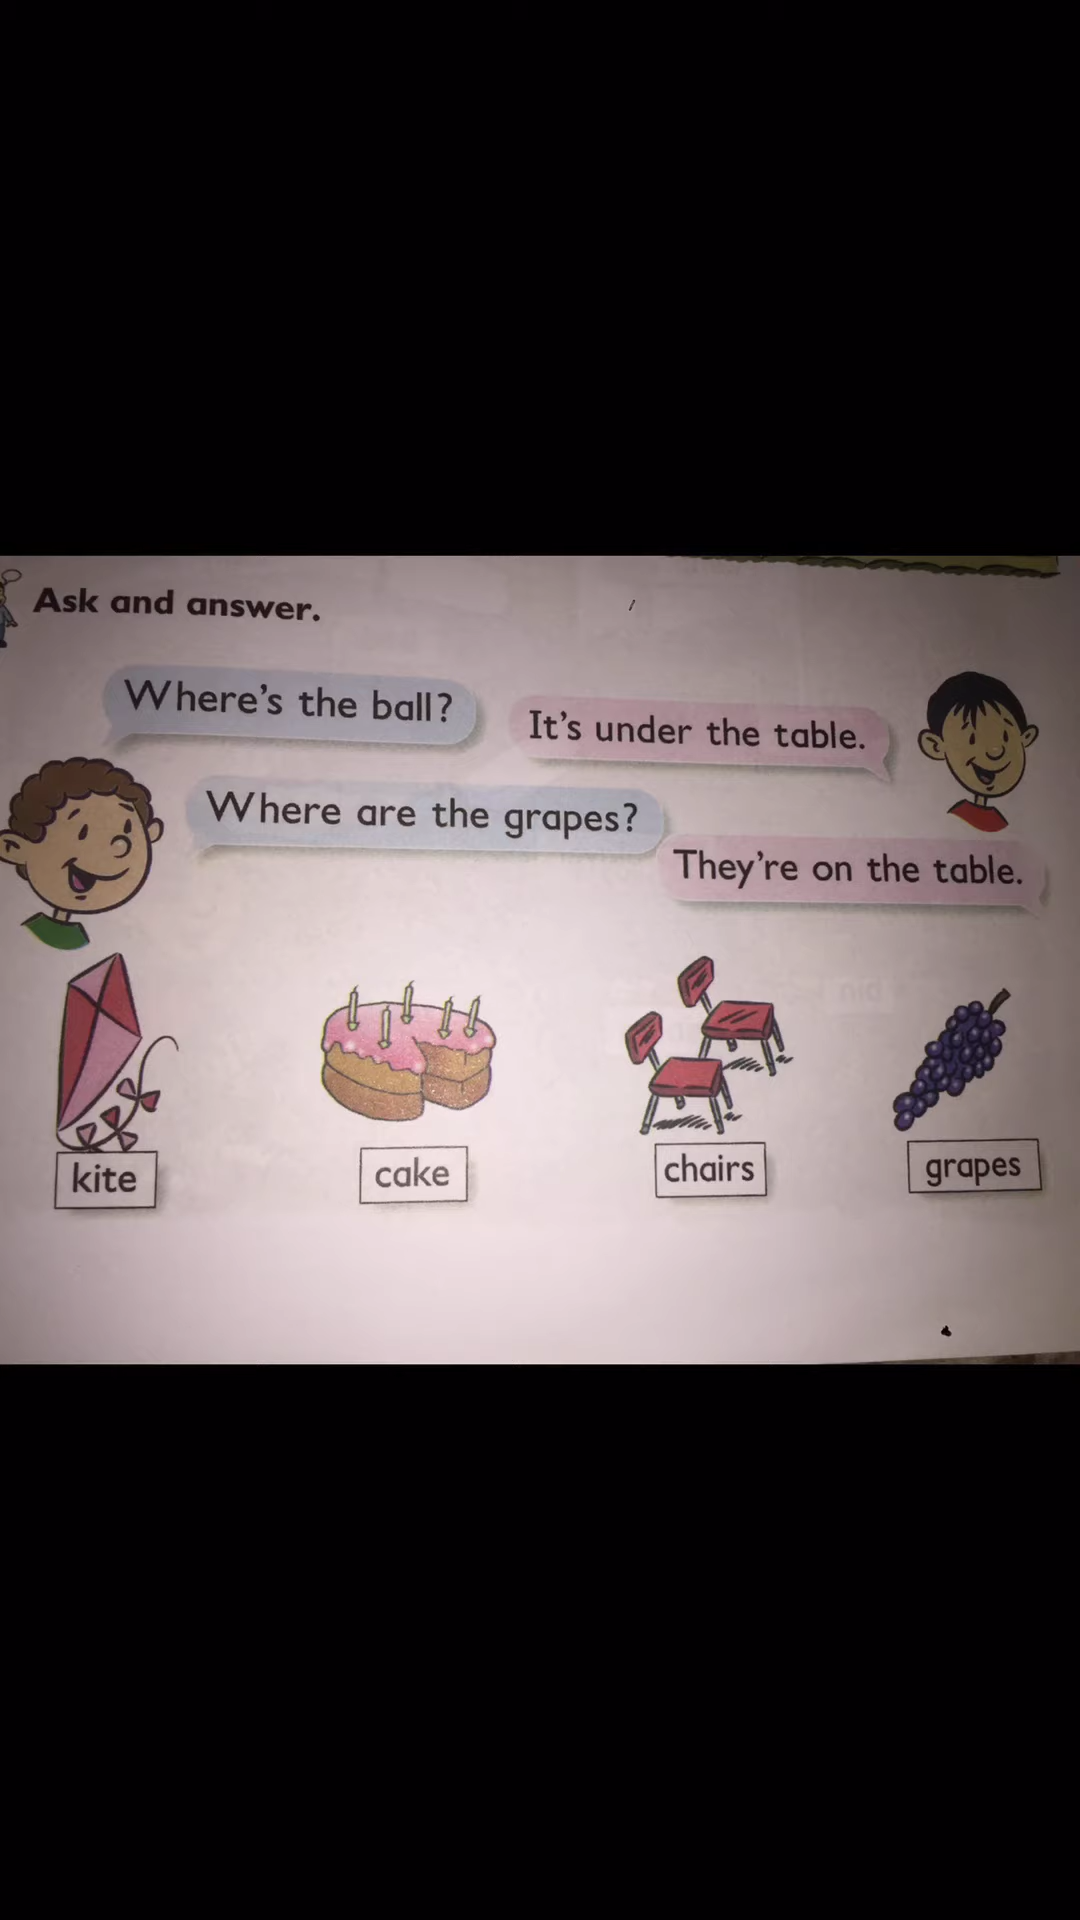 Ask and answer.
Where's the ball?
It's under the table.
Where are the grapes?
They're on the table.
kite
cake
chairs
grapes